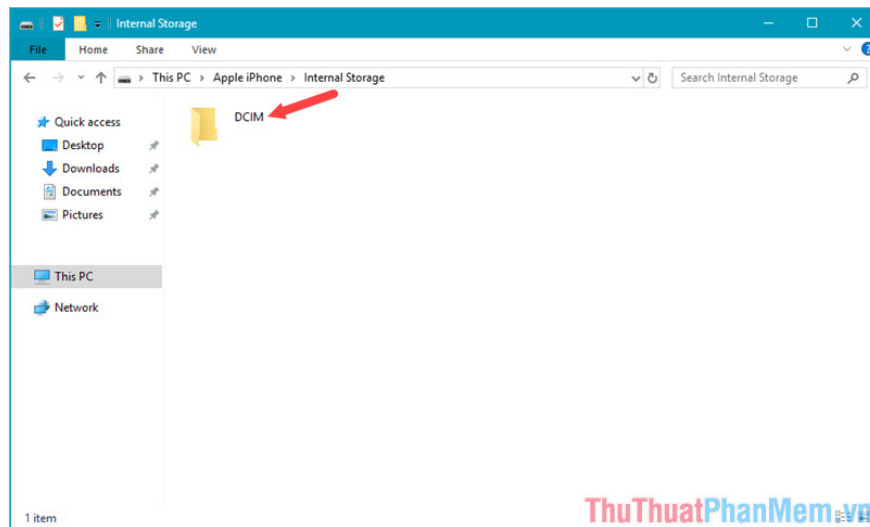 Internal Storage
File Home Share View
This PC > Apple iPhone > Internal Storage
Search Internal Storage
Quick access
DCIM
Desktop
Downloads
Documents
Pictures
This PC
Network
1 item
ThuThuatPhanMem.vn